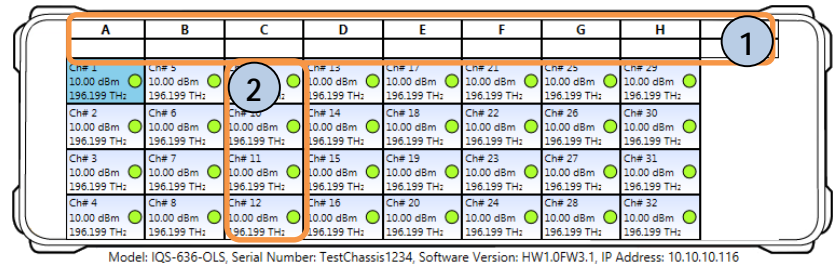 A B C D E F G H
1
Ch# 1 Ch# 5 Ch# 13 Ch# 17 Ch# 21 Ch# 25 Ch# 29
10.00 dBm 10.00 dBm 10.00 dBm 10.00 dBm 10.00 dBm 10.00 dBm 10.00 dBm
196.199 THz 196.199 THz 196.199 THz 196.199 THz 196.199 THz 196.199 THz 196.199 THz
2
Ch# 2 Ch# 6 Ch# 10 Ch# 14 Ch# 18 Ch# 22 Ch# 26 Ch# 30
10.00 dBm 10.00 dBm 10.00 dBm 10.00 dBm 10.00 dBm 10.00 dBm 10.00 dBm 10.00 dBm
196.199 THz 196.199 THz 196.199 THz 196.199 THz 196.199 THz 196.199 THz 196.199 THz 196.199 THz
Ch# 3 Ch# 7 Ch# 11 Ch# 15 Ch# 19 Ch# 23 Ch# 27 Ch# 31
10.00 dBm 10.00 dBm 10.00 dBm 10.00 dBm 10.00 dBm 10.00 dBm 10.00 dBm 10.00 dBm
196.199 THz 196.199 THz 196.199 THz 196.199 THz 196.199 THz 196.199 THz 196.199 THz 196.199 THz
Ch# 4 Ch# 8 Ch# 12 Ch# 16 Ch# 20 Ch# 24 Ch# 28 Ch# 32
10.00 dBm 10.00 dBm 10.00 dBm 10.00 dBm 10.00 dBm 10.00 dBm 10.00 dBm 10.00 dBm
196.199 THz 196.199 THz 196.199 THz 196.199 THz 196.199 THz 196.199 THz 196.199 THz 196.199 THz
Model: IQS-636-OLS, Serial Number: TestChassis1234, Software Version: HW1.0FW3.1, IP Address: 10.10.10.116